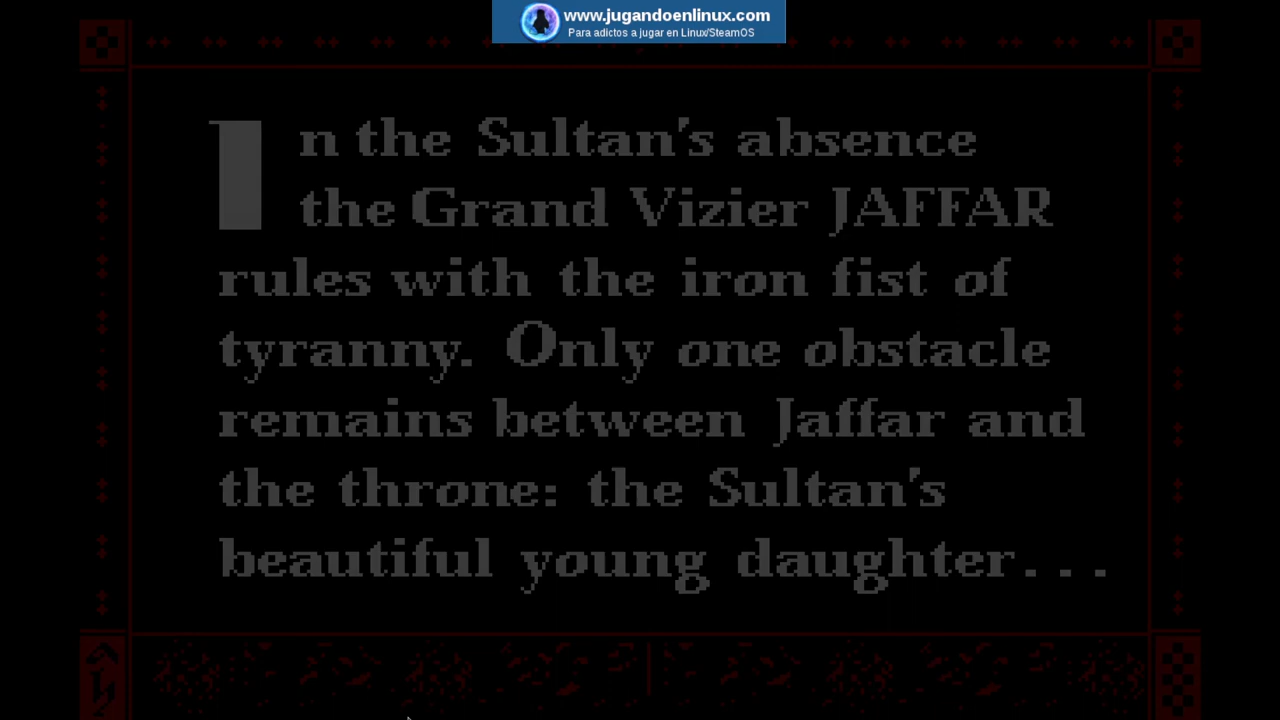 www.jugandoenlinux.com
Para adictos a jugar en Linux/SteamOS
In the Sultan's absence
the Grand Vizier JAFFAR
rules with the iron fist of
tyranny. Only one obstacle
remains between Jaffar and
the throne: the Sultan's
beautiful young daughter...